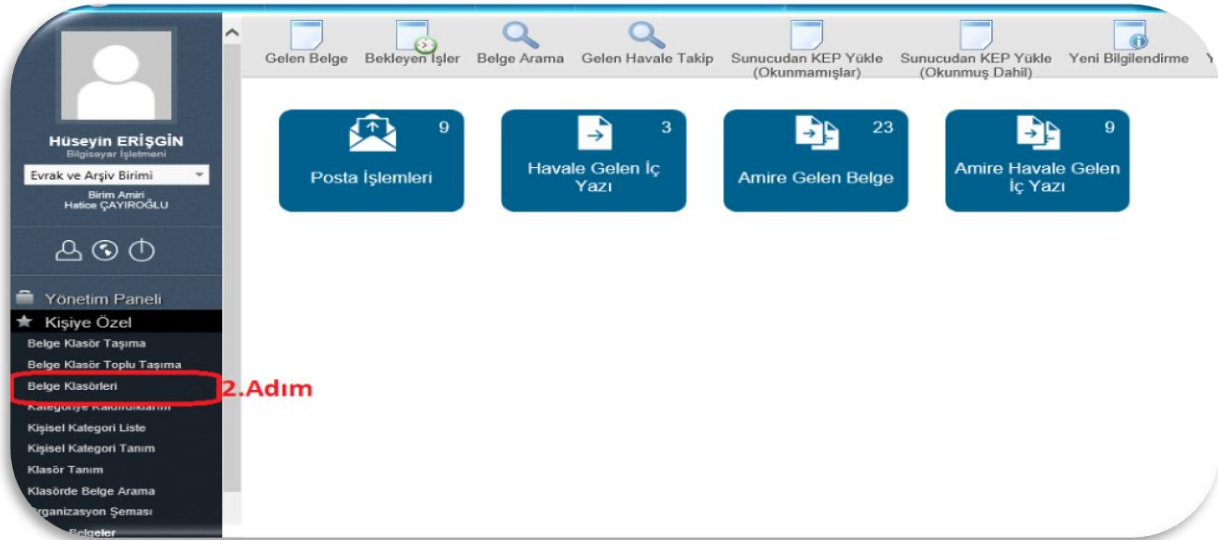 Gelen Belge Bekleyen İşler Belge Arama Gelen Havale Takip Sunucudan KEP Yükle (Okunmamışlar) Sunucudan KEP Yükle (Okunmuş Dahil) Yeni Bilgilendirme
Hüseyin ERİŞGİN
Bilgisayar İşletmeni
Evrak ve Arşiv Birimi
Birim Amiri
Hatice ÇAYIROĞLU
9
Posta İşlemleri
3
Havale Gelen İç
Yazı
23
Amire Gelen Belge
9
Amire Havale Gelen
İç Yazı
Yönetim Paneli
Kişiye Özel
Belge Klasör Taşıma
Belge Klasör Toplu Taşıma
Belge Klasörleri
2.Adım
Kategoriye Kaldırdıklarım
Kişisel Kategori Liste
Kişisel Kategori Tanım
Klasör Tanım
Klasörde Belge Arama
Organizasyon Şeması
Belgeler